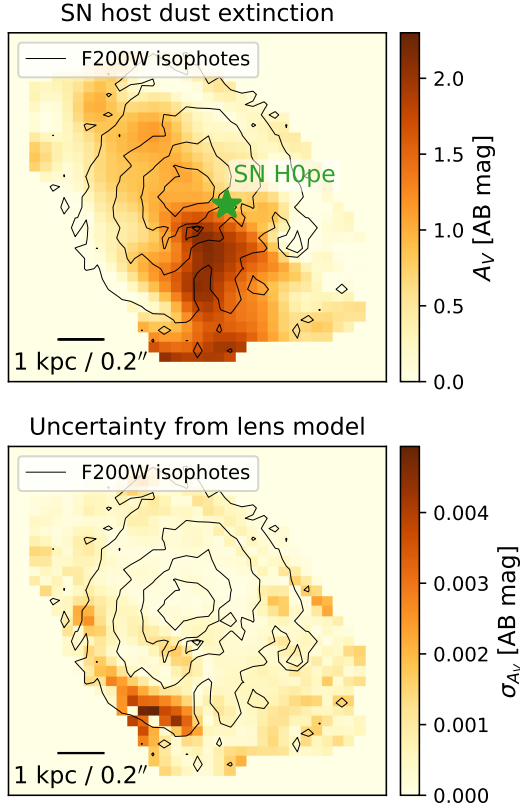 SN host dust extinction
F200W isophotes
SN H0pe
1 kpc / 0.2″
2.0
1.5
1.0
0.5
0.0
A_V [AB mag]
Uncertainty from lens model
F200W isophotes
1 kpc / 0.2″
0.004
0.003
0.002
0.001
0.000
σ_{A_V} [AB mag]